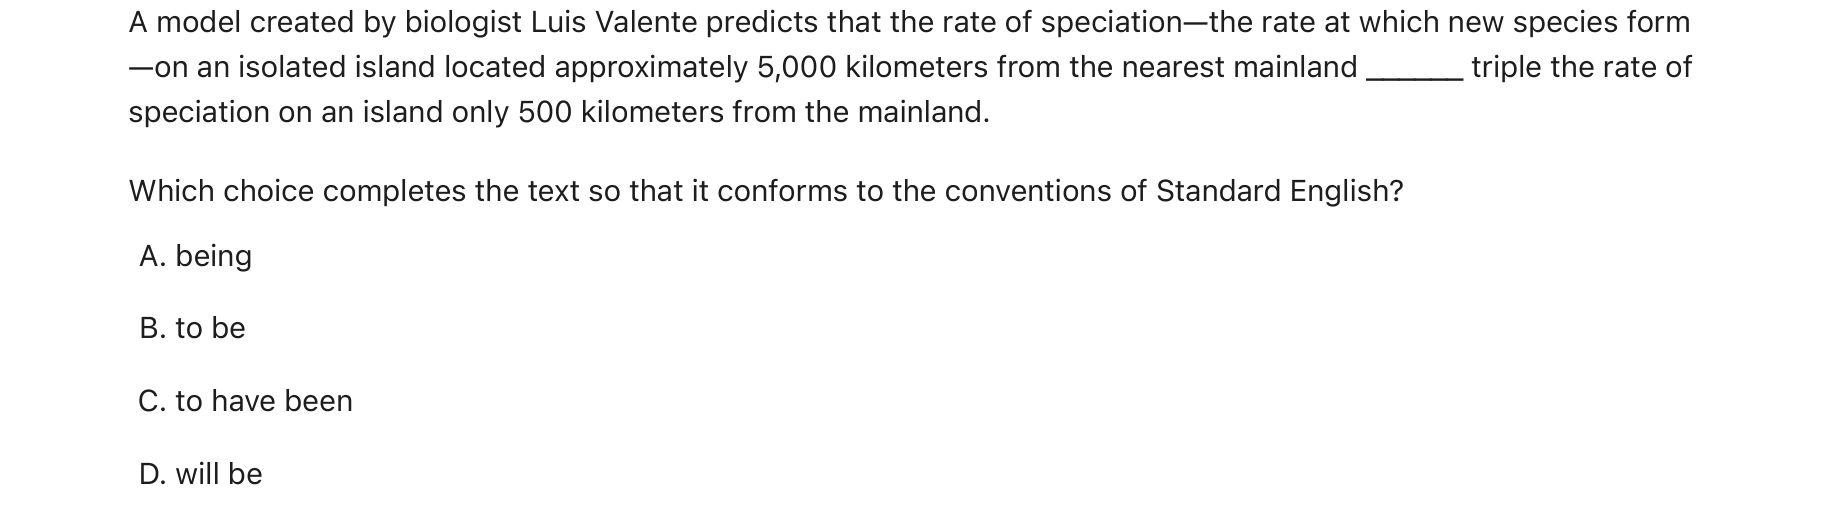 A model created by biologist Luis Valente predicts that the rate of speciation—the rate at which new species form
—on an isolated island located approximately 5,000 kilometers from the nearest mainland ______ triple the rate of
speciation on an island only 500 kilometers from the mainland.
Which choice completes the text so that it conforms to the conventions of Standard English?
A. being
B. to be
C. to have been
D. will be